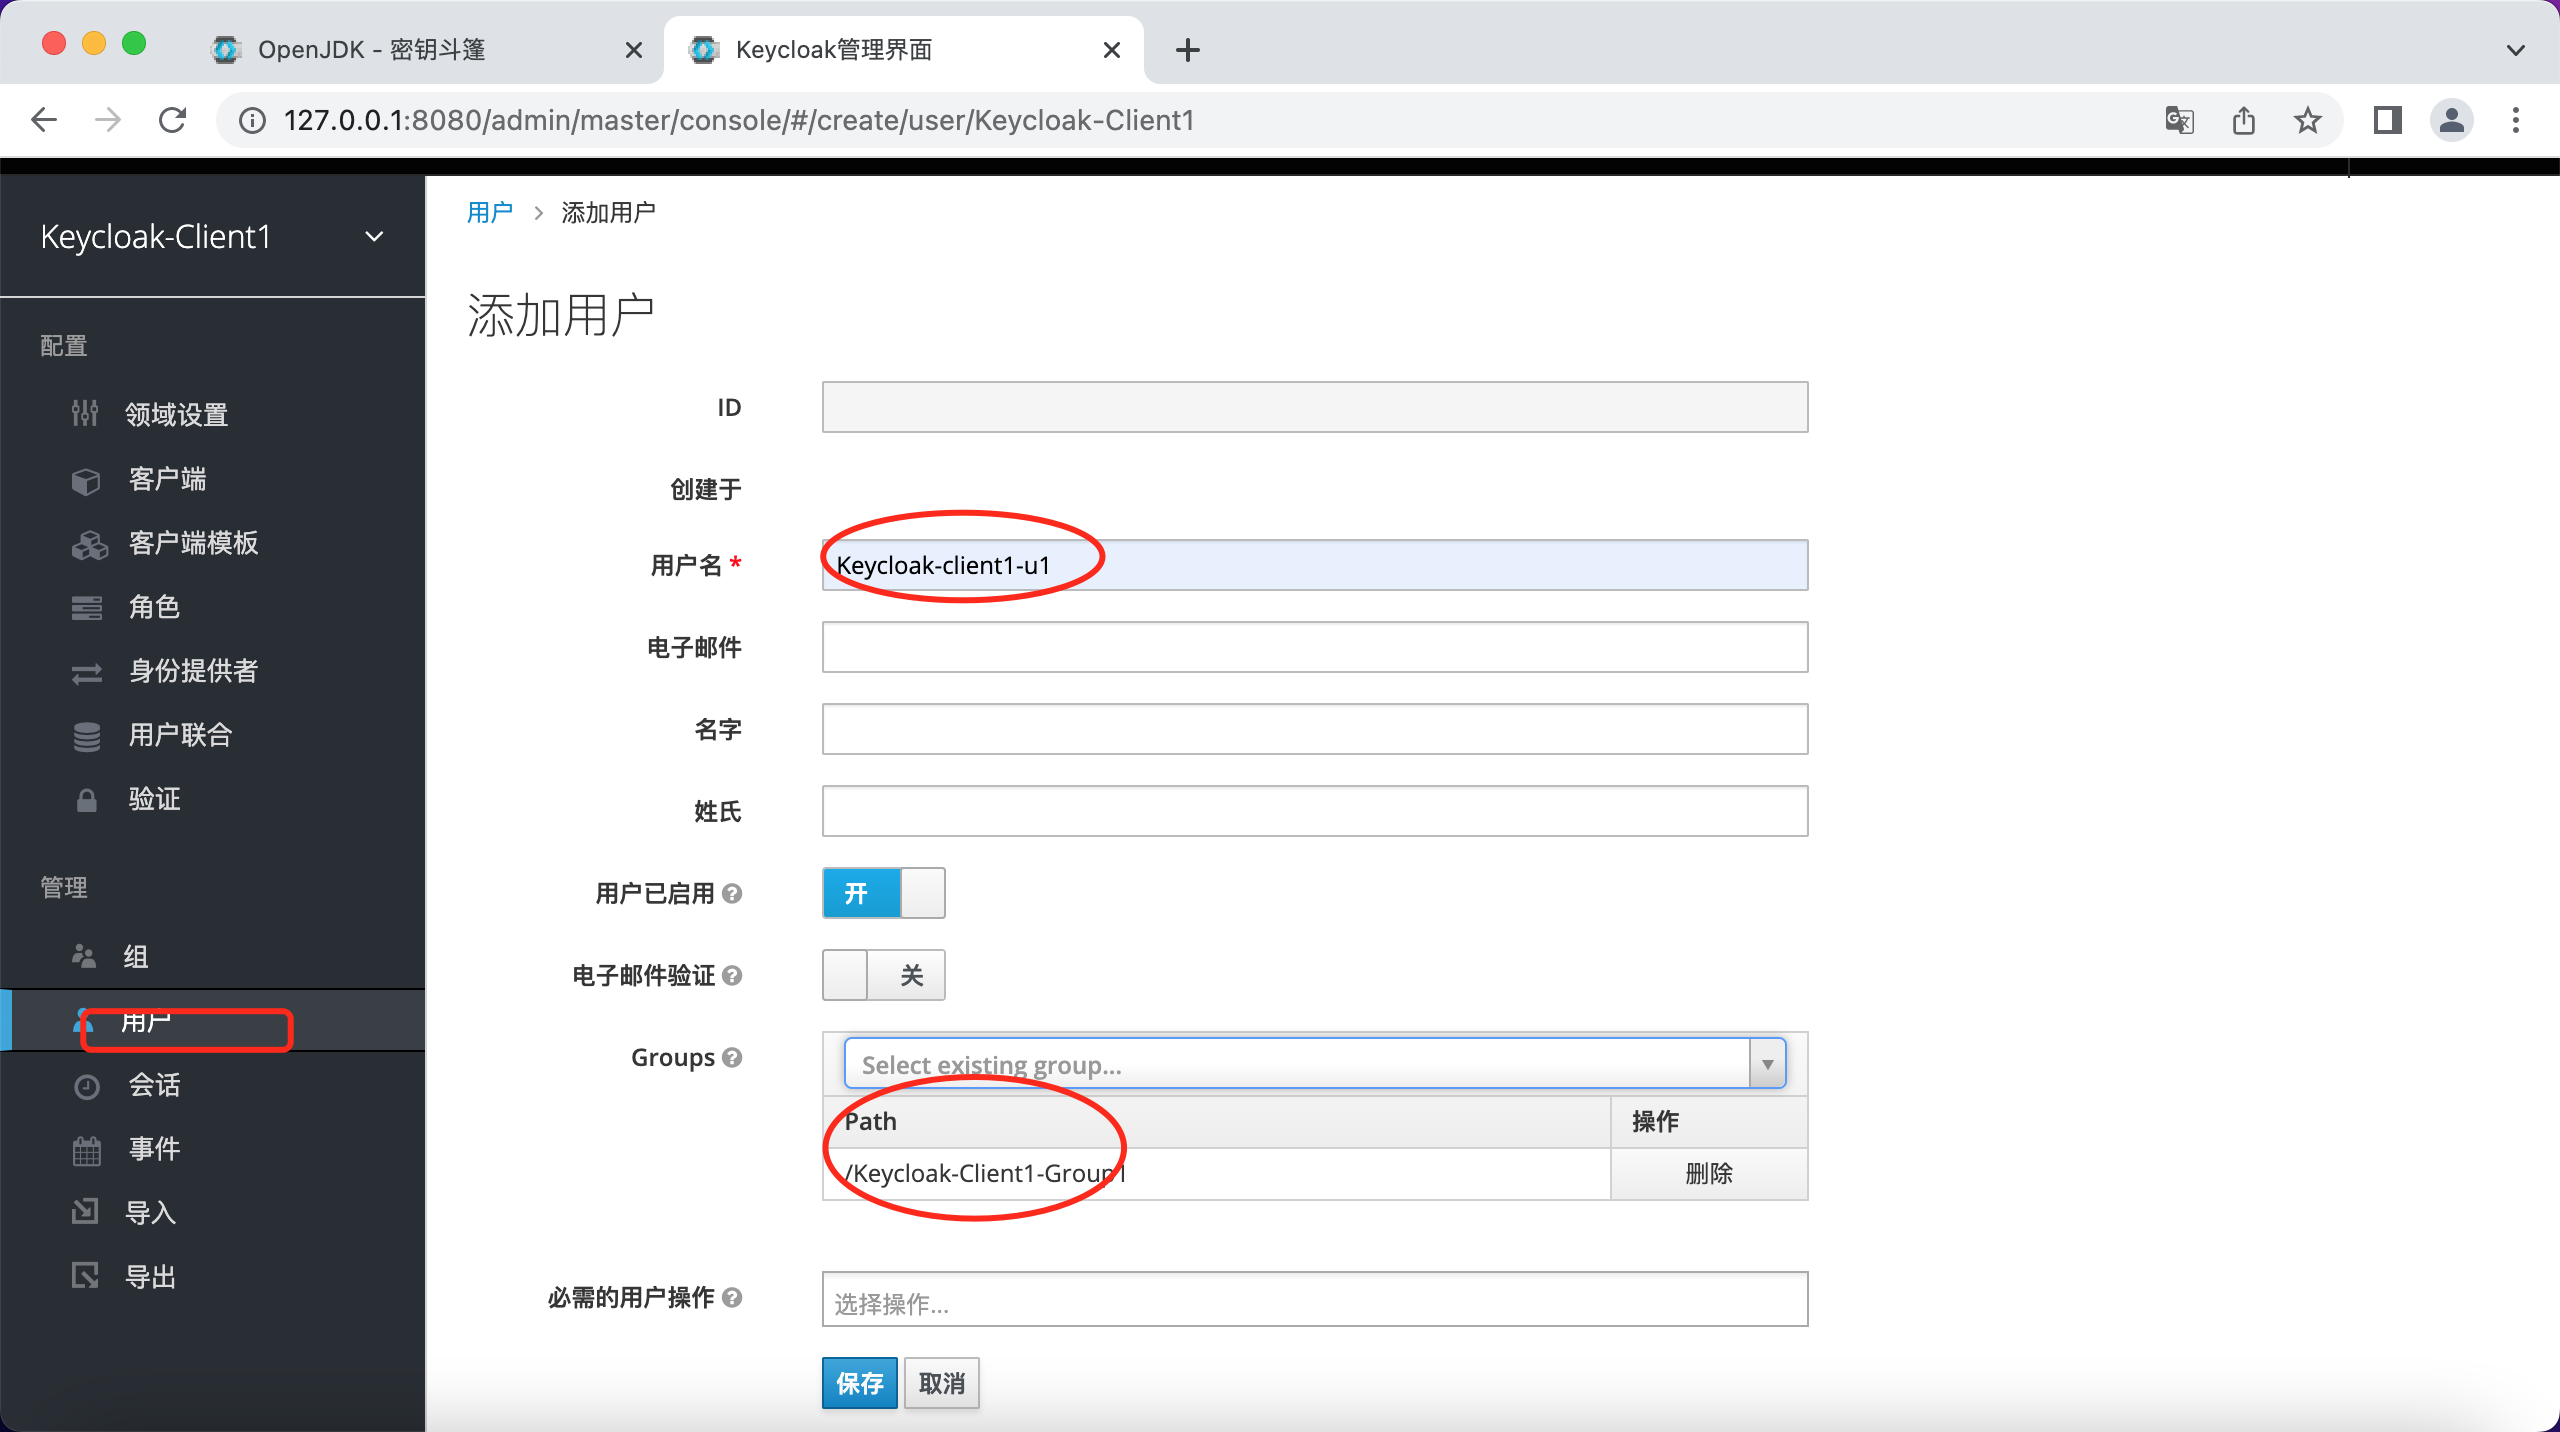 OpenJDK - 密钥斗篷
Keycloak管理界面
127.0.0.1:8080/admin/master/console/#/create/user/Keycloak-Client1
Keycloak-Client1
配置
领域设置
客户端
客户端模板
角色
身份提供者
用户联合
验证
管理
组
用户
会话
事件
导入
导出
用户 > 添加用户
添加用户
ID
创建于
用户名 * Keycloak-client1-u1
电子邮件
名字
姓氏
用户已启用 开
电子邮件验证 关
Groups Select existing group...
Path 操作
/Keycloak-Client1-Group1 删除
必需的用户操作 选择操作...
保存 取消